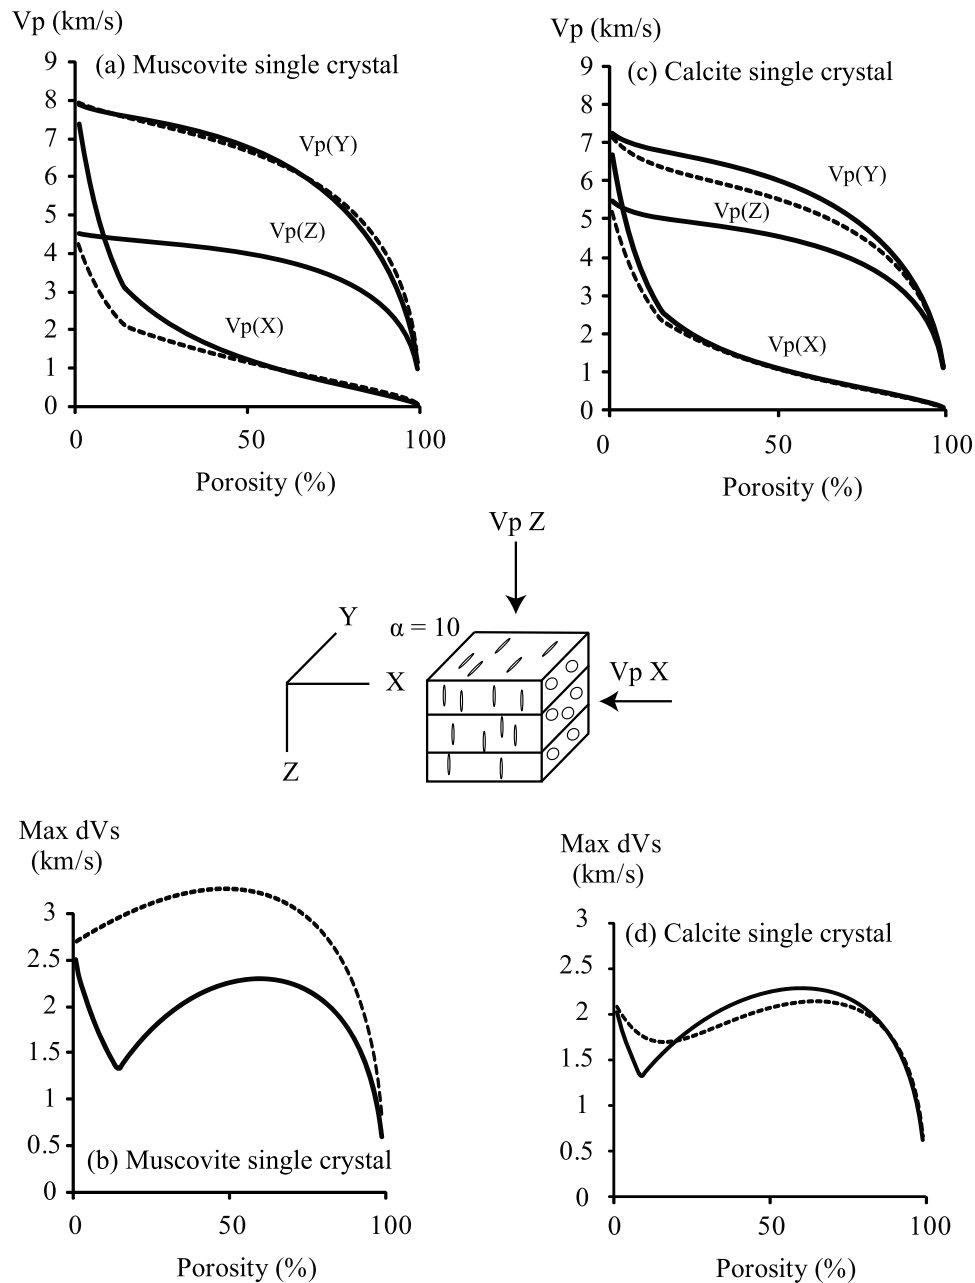 Vp (km/s)
(a) Muscovite single crystal
9
8
7
6
5
4
3
2
1
0
Vp(Y)
Vp(Z)
Vp(X)
0
50
100
Porosity (%)
Vp (km/s)
(c) Calcite single crystal
9
8
7
6
5
4
3
2
1
0
Vp(Y)
Vp(Z)
Vp(X)
0
50
100
Porosity (%)
Vp Z
Y
α = 10
X
Vp X
Z
Max dVs
(km/s)
3
2.5
2
1.5
1
0.5
0
(b) Muscovite single crystal
0
50
100
Porosity (%)
Max dVs
(km/s)
3
(d) Calcite single crystal
2.5
2
1.5
1
0.5
0
0
50
100
Porosity (%)